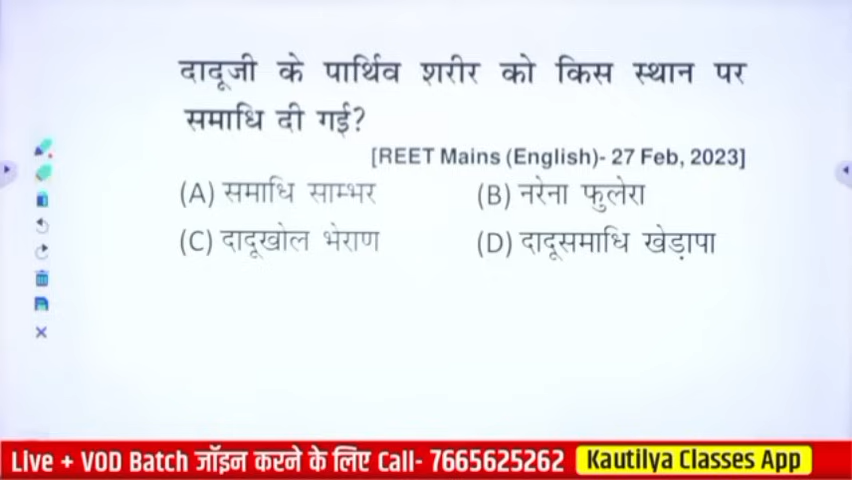 दादूजी के पार्थिव शरीर को किस स्थान पर
समाधि दी गई?
[REET Mains (English)- 27 Feb, 2023]
(A) समाधि साम्भर (B) नरेना फुलेरा
(C) दादूखोल भेराण (D) दादूसमाधि खेड़ापा
Live + VOD Batch जॉइन करने के लिए Call- 7665625262 Kautilya Classes App